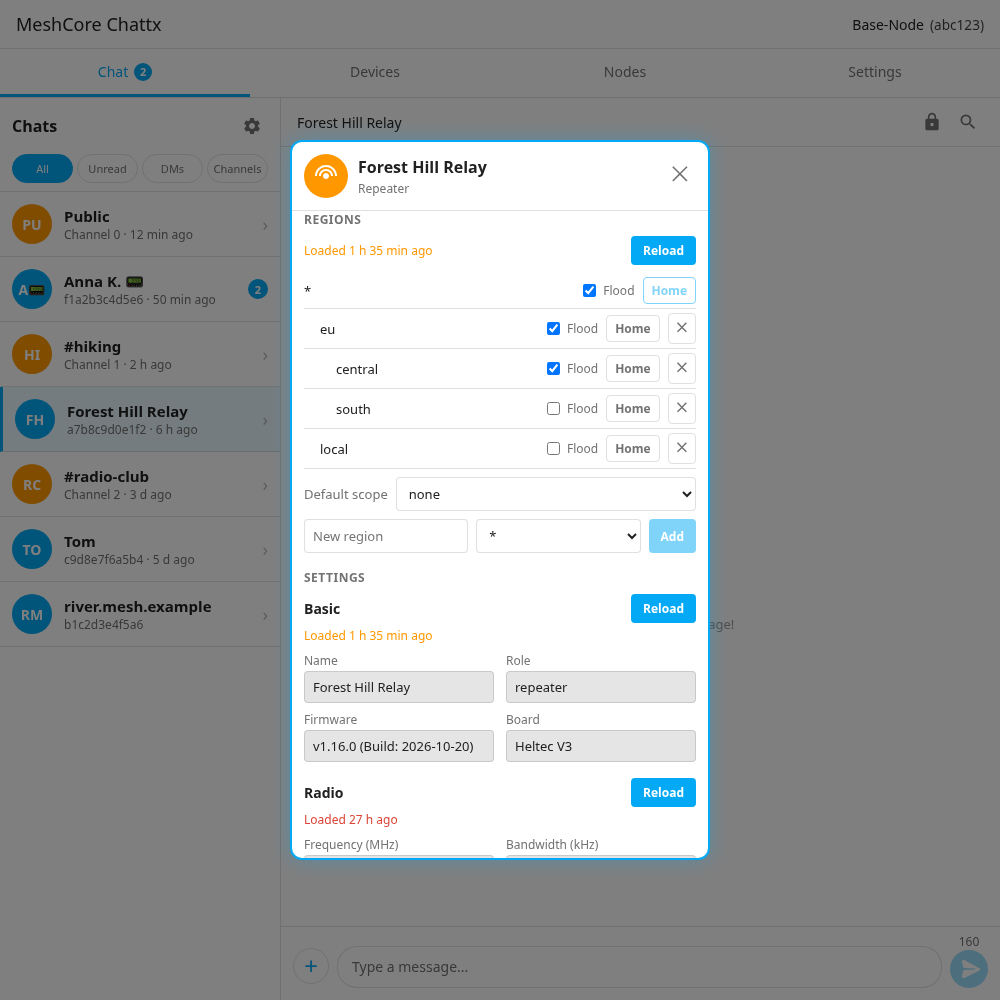 MeshCore Chattx
Base-Node (abc123)
Chat 2
Devices
Nodes
Settings
Chats
All
Unread
DMs
Channels
PU
Public
Channel 0 · 12 min ago
A
Anna K.
f1a2b3c4d5e6 · 50 min ago
2
HI
#hiking
Channel 1 · 2 h ago
FH
Forest Hill Relay
a7b8c9d0e1f2 · 6 h ago
RC
#radio-club
Channel 2 · 3 d ago
TO
Tom
c9d8e7f6a5b4 · 5 d ago
RM
river.mesh.example
b1c2d3e4f5a6
Forest Hill Relay
Forest Hill Relay
Repeater
REGIONS
Loaded 1 h 35 min ago
Reload
* Flood Home
eu Flood Home
central Flood Home
south Flood Home
local Flood Home
Default scope none
New region * Add
SETTINGS
Basic
Reload
Loaded 1 h 35 min ago
Name
Role
Forest Hill Relay
repeater
Firmware
Board
v1.16.0 (Build: 2026-10-20)
Heltec V3
Radio
Reload
Loaded 27 h ago
Frequency (MHz)
Bandwidth (kHz)
160
Type a message...